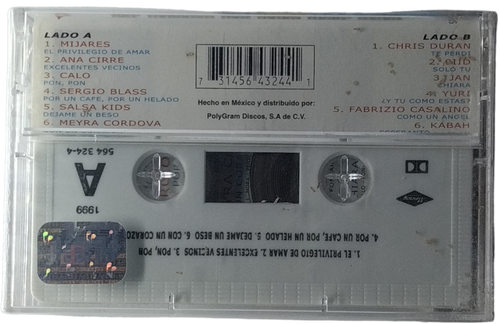 LADO A
1. MIJARES
EL PRIVILEGIO DE AMAR
2. ANA CIRRE
EXCELENTES VECINOS
3. CALO
PON, PON
4. SERGIO BLASS
POR UN CAFE, POR UN HELADO
5. SALSA KIDS
DEJAME UN BESO
6. MEYRA CORDOVA
7 31456 43244 1
Hecho en México y distribuido por:
PolyGram Discos, S.A de C.V.
LADO B
1. CHRIS DURAN
TE PERDI
SOLO TU
CHIARA
4. YURI
(Y TU COMO ESTAS?
5. FABRIZIO CASALINO
COMO UN ANGEL
6. KABAH
ESPERANTO
564 324-4
A
1999
1. EL PRIVILEGIO DE AMAR 2. EXCELENTES VECINOS 3. PON, PON
4. POR UN CAFE, POR UN HELADO 5. DEJAME UN BESO 6. CON UN CORAZO